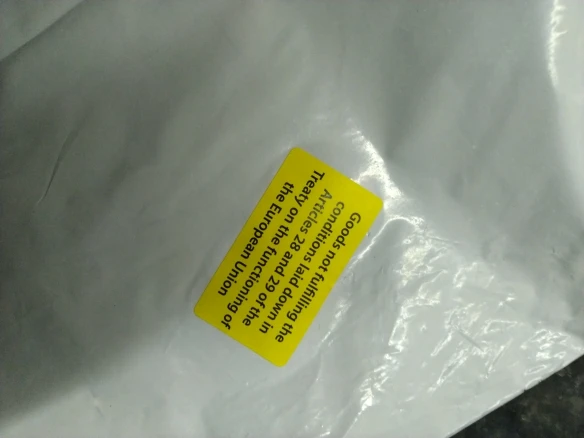 Goods not fulfilling the
conditions laid down in
Articles 28 and 29 of the
Treaty on the functioning of
the European Union